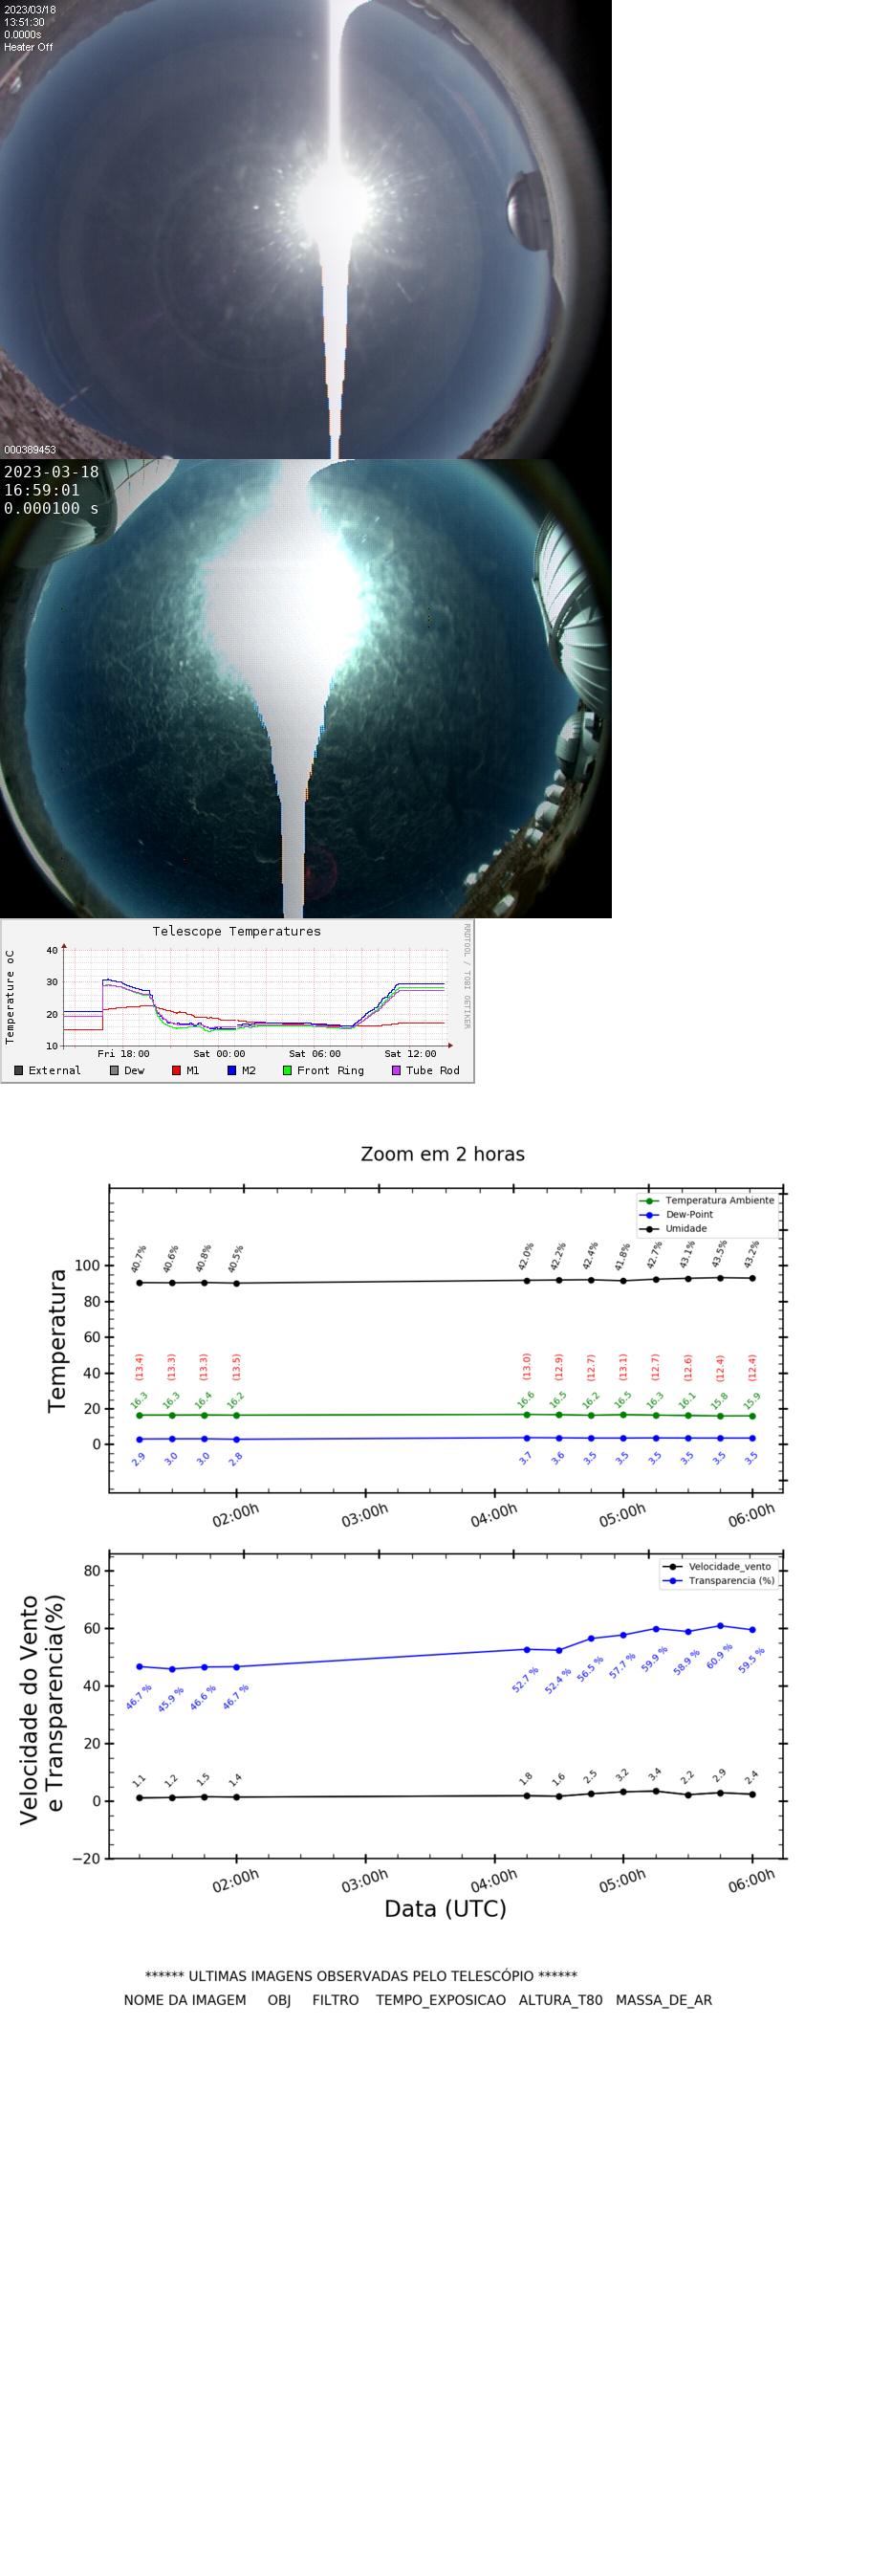 2023/03/18
13:51:30
0.0000s
Heater Off
000389453
2023-03-18
16:59:01
0.000100 s
Telescope Temperatures
RRDTOOL / TOBI OETIKER
Temperature oC
40
30
20
10
Fri 18:00 Sat 00:00 Sat 06:00 Sat 12:00
External Dew M1 M2 Front Ring Tube Rod
Zoom em 2 horas
Temperatura Ambiente
Dew-Point
Umidade
Temperatura
100
80
60
40
20
0
40.7% 40.6% 40.8% 40.5% 42.0% 42.2% 42.4% 41.8% 42.7% 43.1% 43.5% 43.2%
(13.4) (13.3) (13.3) (13.5) (13.0) (12.9) (12.7) (13.1) (12.7) (12.6) (12.4) (12.4)
16.3 16.3 16.4 16.2 16.6 16.5 16.2 16.5 16.3 16.1 15.8 15.9
2.9 3.0 3.0 2.8 3.7 3.6 3.5 3.5 3.5 3.5 3.5 3.5
02:00h 03:00h 04:00h 05:00h 06:00h
Velocidade_vento
Transparencia (%)
Velocidade do Vento
e Transparencia(%)
80
60
40
20
0
−20
46.7 % 45.9 % 46.6 % 46.7 % 52.7 % 52.4 % 56.5 % 57.7 % 59.9 % 58.9 % 60.9 % 59.5 %
1.1 1.2 1.5 1.4 1.8 1.6 2.5 3.2 3.4 2.2 2.9 2.4
02:00h 03:00h 04:00h 05:00h 06:00h
Data (UTC)
****** ULTIMAS IMAGENS OBSERVADAS PELO TELESCÓPIO ******
NOME DA IMAGEM OBJ FILTRO TEMPO_EXPOSICAO ALTURA_T80 MASSA_DE_AR